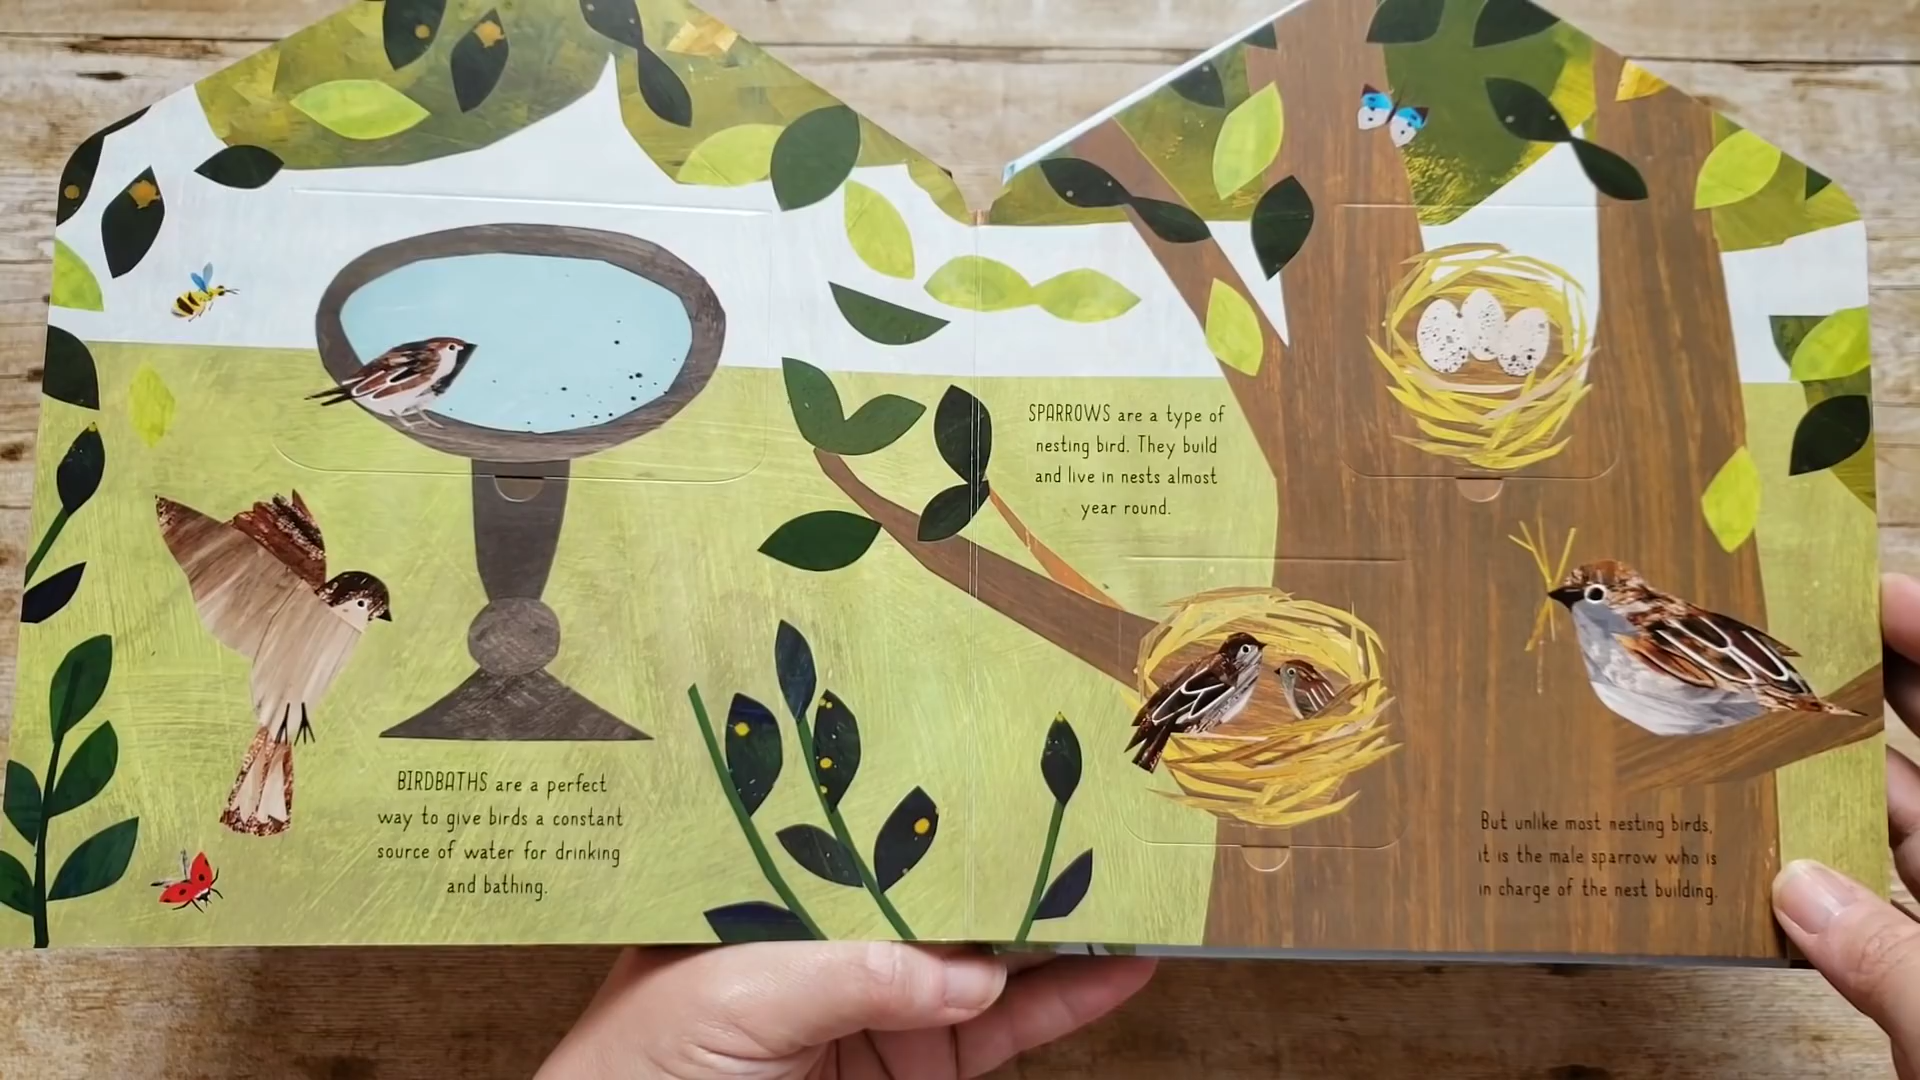 BIRDBATHS are a perfect
way to give birds a constant
source of water for drinking
and bathing.
SPARROWS are a type of
nesting bird. They build
and live in nests almost
year round.
But unlike most nesting birds,
it is the male sparrow who is
in charge of the nest building.